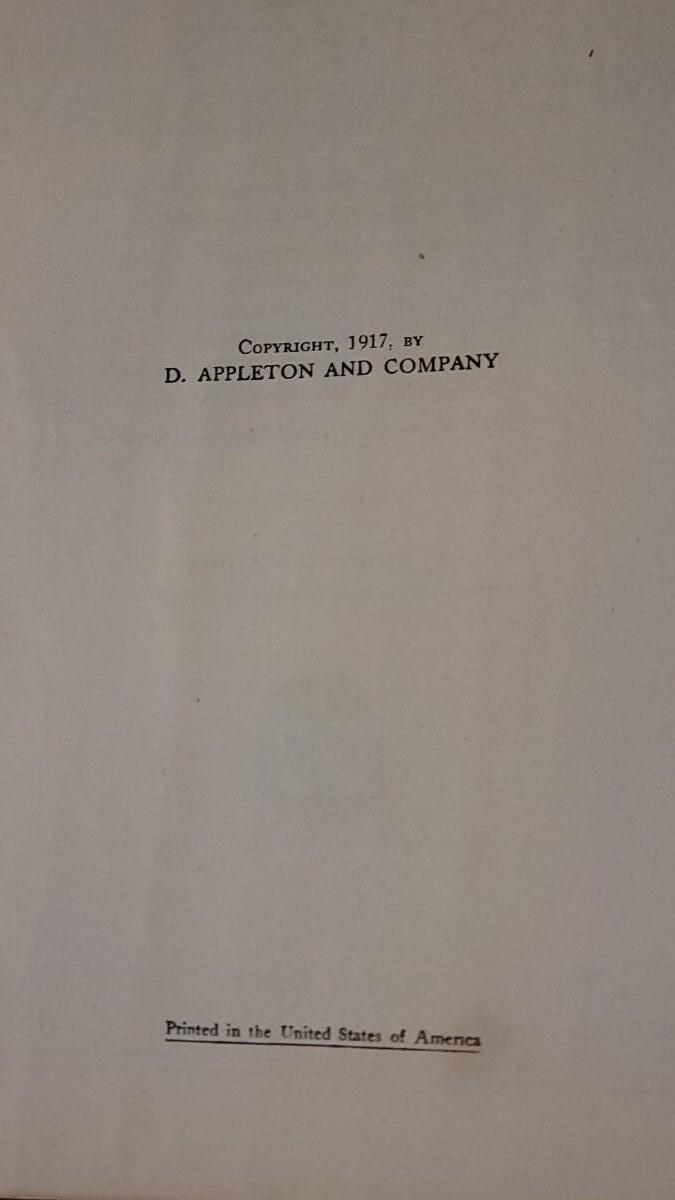 COPYRIGHT, 1917, BY
D. APPLETON AND COMPANY
Printed in the United States of America